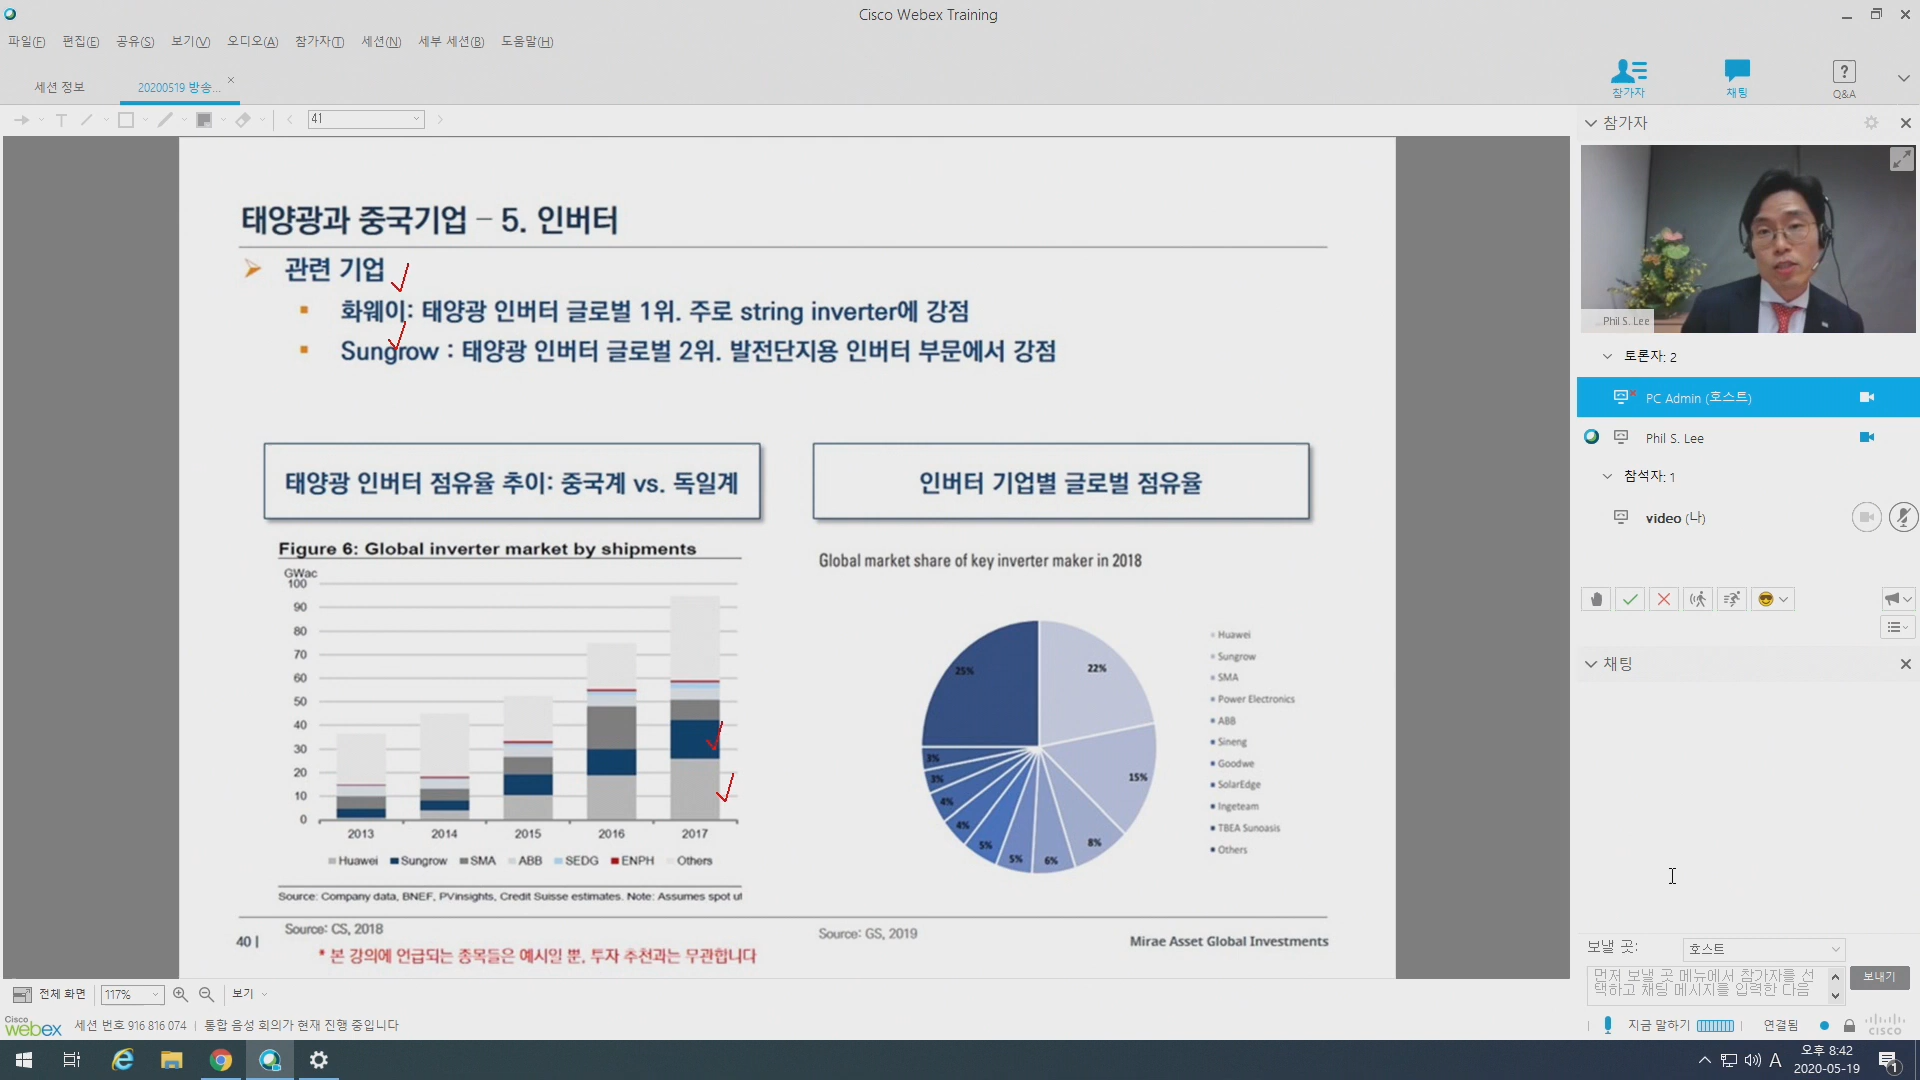 Cisco Webex Training
파일(F) 편집(E) 공유(S) 보기(V) 오디오(A) 참가자(T) 세션(N) 세부 세션(B) 도움말(H)
세션 정보 20200519 방송...
참가자 채팅 Q&A
41
참가자
태양광과 중국기업 – 5. 인버터
관련 기업
화웨이: 태양광 인버터 글로벌 1위. 주로 string inverter에 강점
Sungrow : 태양광 인버터 글로벌 2위. 발전단지용 인버터 부문에서 강점
태양광 인버터 점유율 추이: 중국계 vs. 독일계
Figure 6: Global inverter market by shipments
GWac
100
90
80
70
60
50
40
30
20
10
0
2013 2014 2015 2016 2017
Huawei Sungrow SMA ABB SEDG ENPH Others
Source: Company data, BNEF, PVinsights, Credit Suisse estimates. Note: Assumes spot ut
Source: CS, 2018
인버터 기업별 글로벌 점유율
Global market share of key inverter maker in 2018
25%
22%
15%
8%
6%
5%
5%
4%
4%
3%
3%
Huawei
Sungrow
SMA
Power Electronics
ABB
Sineng
Goodwe
SolarEdge
Ingeteam
TBEA Sunoasis
Others
Source: GS, 2019
40 |
Mirae Asset Global Investments
* 본 강의에 언급되는 종목들은 예시일 뿐, 투자 추천과는 무관합니다
Phil S. Lee
토론자: 2
PC Admin (호스트)
Phil S. Lee
참석자: 1
video (나)
채팅
보낼 곳: 호스트
먼저 보낼 곳 메뉴에서 참가자를 선
택하고 채팅 메시지를 입력한 다음
보내기
전체 화면 117% 보기
Cisco
webex 세션 번호 916 816 074 | 통합 음성 회의가 현재 진행 중입니다
지금 말하기 연결됨 cisco
A 오후 8:42
2020-05-19
1